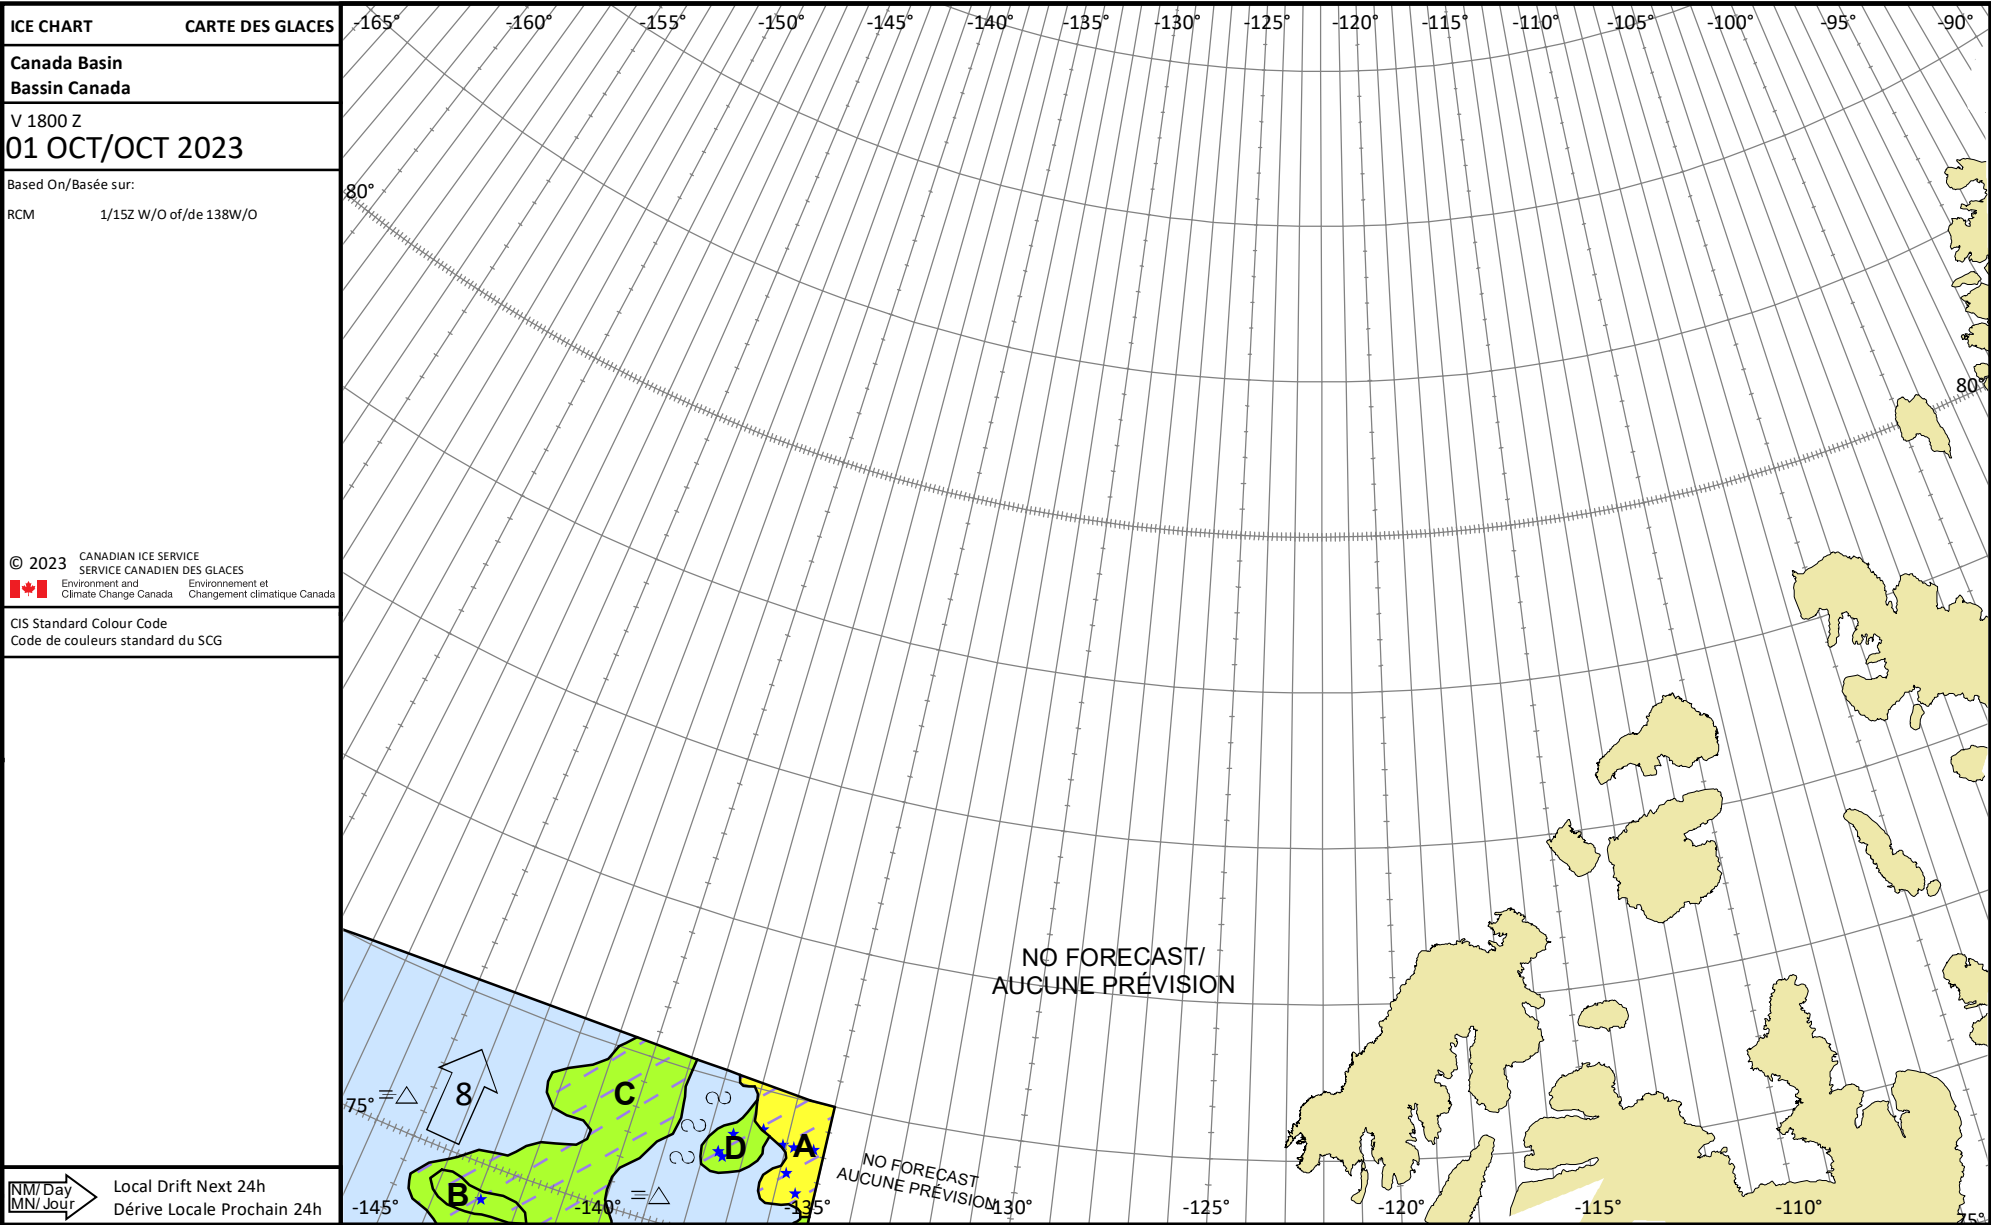 ICE CHART CARTE DES GLACES
Canada Basin
Bassin Canada
V 1800 Z
01 OCT/OCT 2023
Based On/Basée sur:
RCM 1/15Z W/O of/de 138W/O
© 2023 CANADIAN ICE SERVICE
SERVICE CANADIEN DES GLACES
Environment and Environnement et
Climate Change Canada Changement climatique Canada
CIS Standard Colour Code
Code de couleurs standard du SCG
NM/Day Local Drift Next 24h
MN/Jour Dérive Locale Prochain 24h
-165° -160° -155° -150° -145° -140° -135° -130° -125° -120° -115° -110° -105° -100° -95° -90°
80°
80°
NO FORECAST/
AUCUNE PRÉVISION
8
C
75°
D
A
B
NO FORECAST
AUCUNE PRÉVISION
-145° -140° -135° -130° -125° -120° -115° -110° 75°